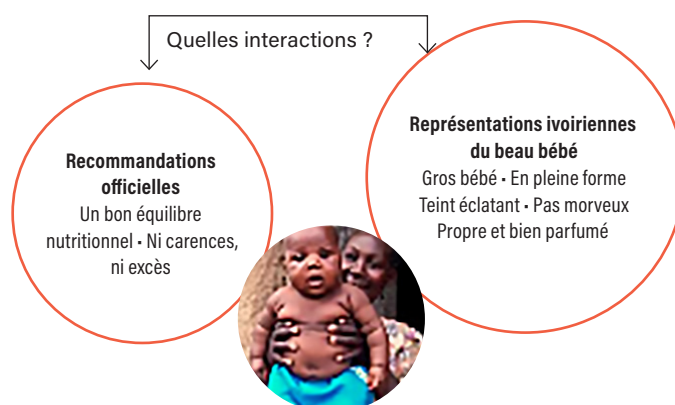 Quelles interactions ?
Recommandations
officielles
Un bon équilibre
nutritionnel • Ni carences,
ni excès
Représentations ivoiriennes
du beau bébé
Gros bébé • En pleine forme
Teint éclatant • Pas morveux
Propre et bien parfumé